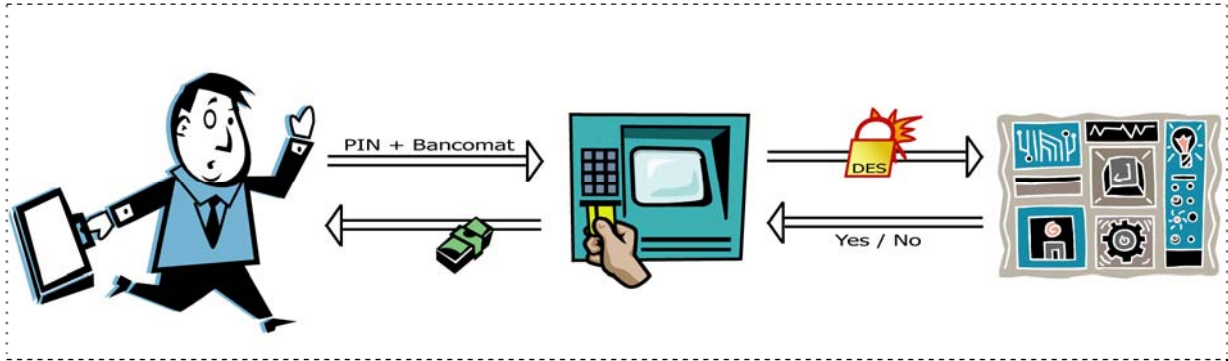 PIN + Bancomat
DES
Yes / No